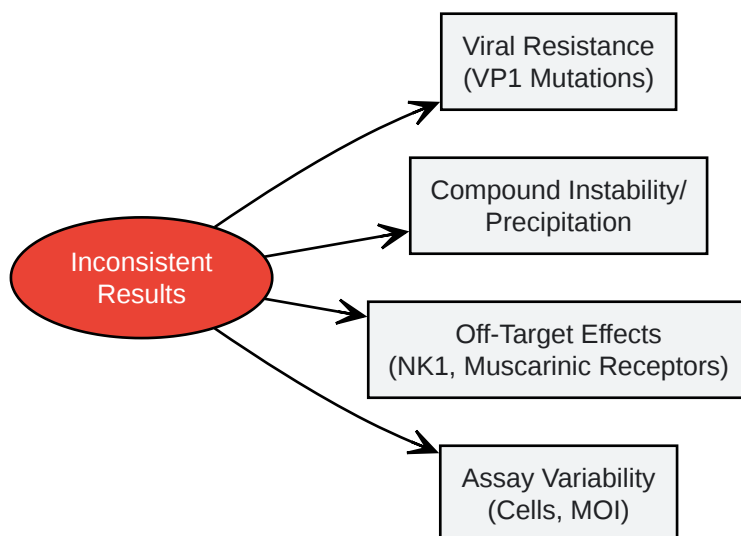 Viral Resistance
(VP1 Mutations)
Compound Instability/
Precipitation
Inconsistent
Results
Off-Target Effects
(NK1, Muscarinic Receptors)
Assay Variability
(Cells, MOI)